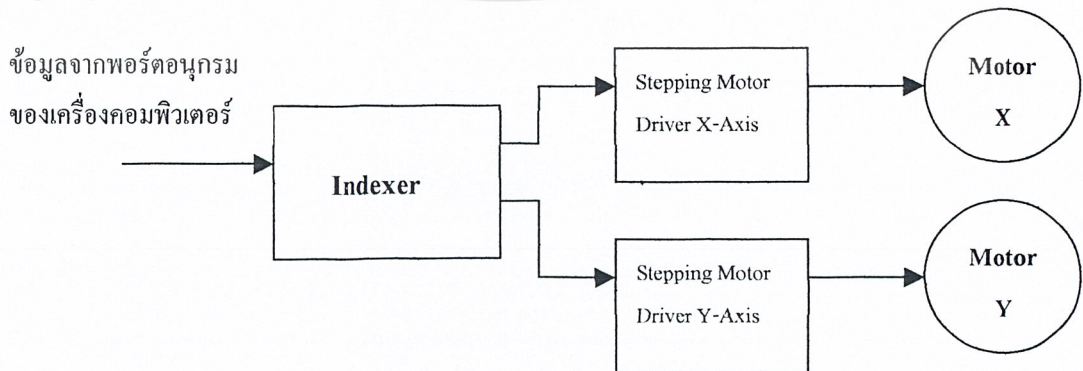 ข้อมูลจากพอร์ตอนุกรม
ของเครื่องคอมพิวเตอร์
Indexer
Stepping Motor
Driver X-Axis
Motor
X
Stepping Motor
Driver Y-Axis
Motor
Y